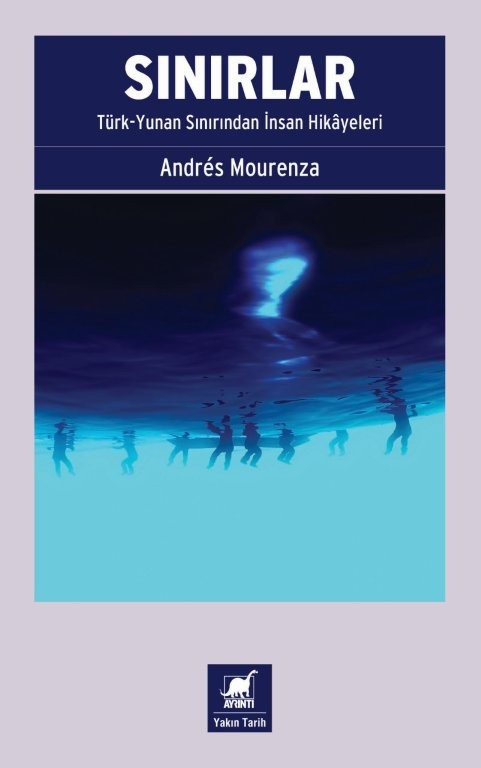 SINIRLAR
Türk-Yunan Sınırından İnsan Hikâyeleri
Andrés Mourenza
AYRINTI
Yakın Tarih